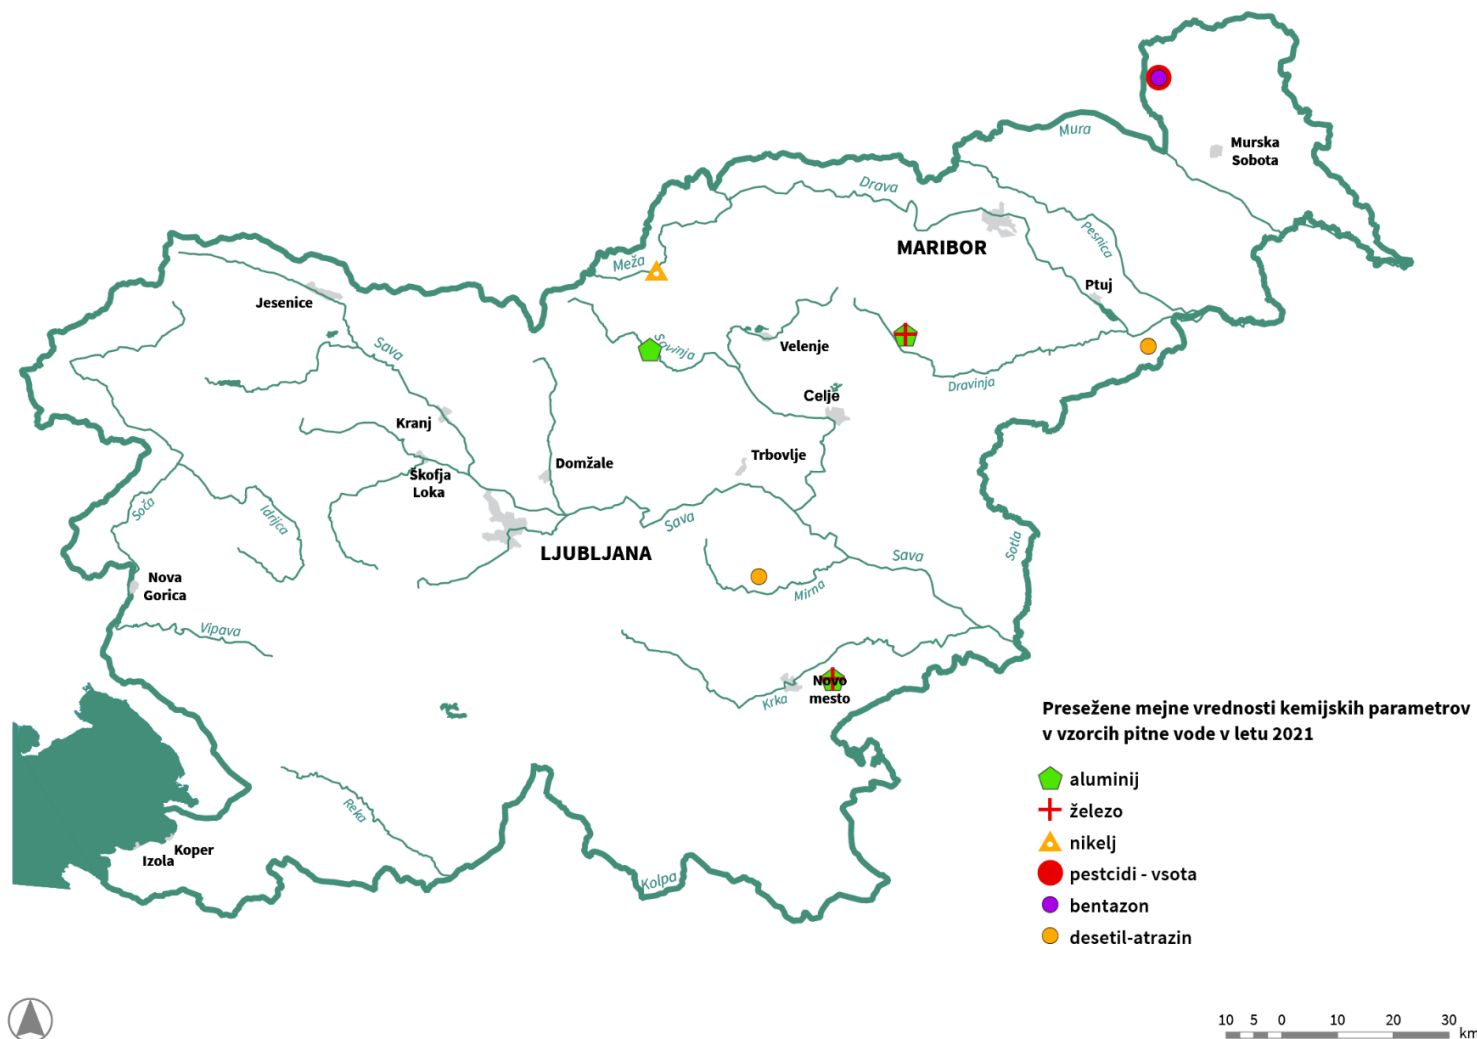 Mura
Murska
Sobota
Drava
MARIBOR
Pesnica
Meža
Ptuj
Jesenice
Sava
Savinja
Velenje
Dravinja
Celje
Kranj
Trbovlje
Domžale
Škofja
Loka
Soča
Idrijca
Sava
LJUBLJANA
Sava
Sotla
Nova
Gorica
Mirna
Vipava
Novo
mesto
Krka
Presežene mejne vrednosti kemijskih parametrov
v vzorcih pitne vode v letu 2021
aluminij
železo
nikelj
pestcidi - vsota
bentazon
desetil-atrazin
Reka
Koper
Izola
Kolpa
10 5 0 10 20 30
km